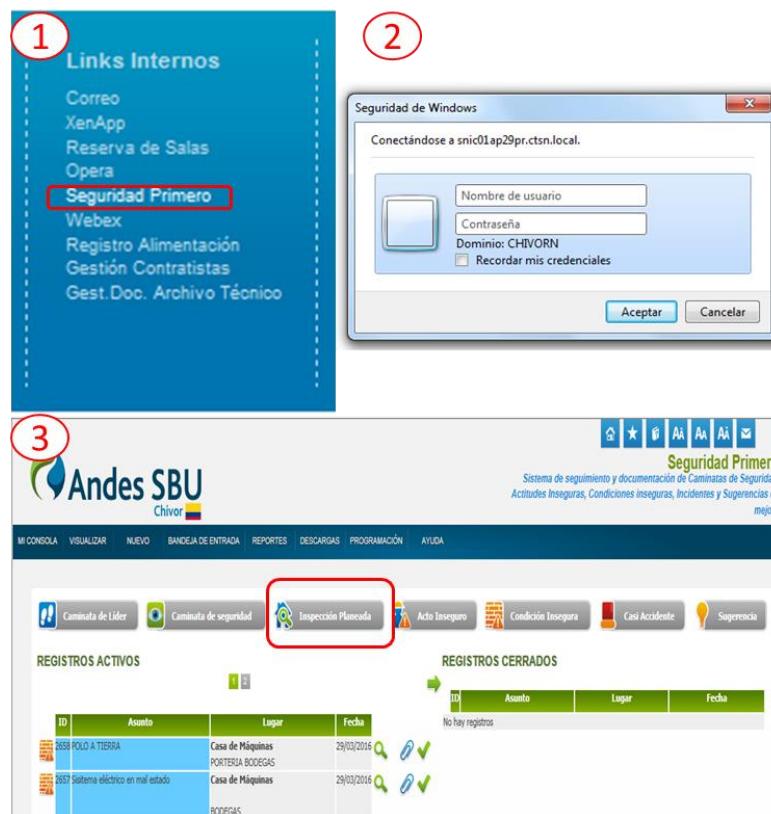 1
Links Internos
Correo
XenApp
Reserva de Salas
Opera
Seguridad Primero
Webex
Registro Alimentación
Gestión Contratistas
Gest.Doc. Archivo Técnico
2
Seguridad de Windows
Conectándose a snic01ap29pr.ctsn.local.
Nombre de usuario
Contraseña
Dominio: CHIVORN
Recordar mis credenciales
Aceptar Cancelar
3
Andes SBU
Chivor
AA AA AA
Seguridad Primer
Sistema de seguimiento y documentación de Caminatas de Segurida
Actitudes Inseguras, Condiciones inseguras, Incidentes y Sugerencias
mejo
MI CONSOLA VISUALIZAR NUEVO BANDEJA DE ENTRADA REPORTES DESCARGAS PROGRAMACIÓN AYUDA
Caminata de Líder Caminata de seguridad Inspección Planeada Acto Inseguro Condición Insegura Casi Accidente Sugerencia
REGISTROS ACTIVOS
1 2
ID Asunto Lugar Fecha
2658 POLO A TIERRA Casa de Máquinas 29/03/2016
PORTERIA BODEGAS
2657 Sistema eléctrico en mal estado Casa de Máquinas 29/03/2016
BODEGAS
REGISTROS CERRADOS
ID Asunto Lugar Fecha
No hay registros